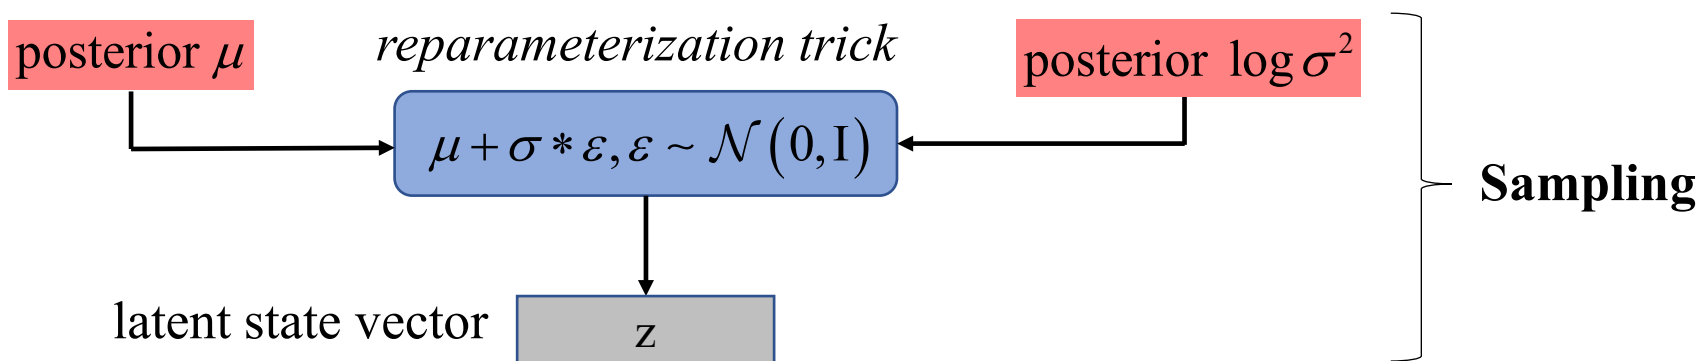 posterior μ
reparameterization trick
posterior log σ²
μ + σ * ε, ε ~ 𝒩(0, I)
Sampling
latent state vector
z